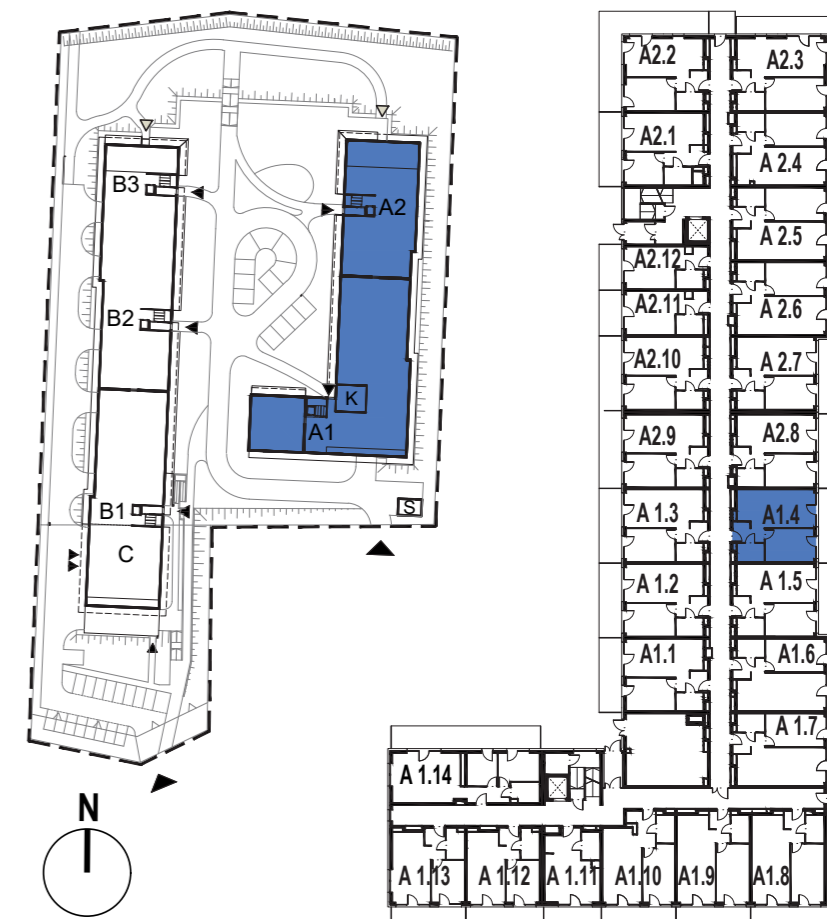 B3
A2
B2
K
A1
B1
S
C
N
A2.2
A2.3
A2.1
A 2.4
A 2.5
A2.12
A2.11
A 2.6
A2.10
A 2.7
A2.9
A2.8
A 1.3
A1.4
A 1.2
A 1.5
A1.1
A1.6
A 1.7
A 1.14
A 1.13
A 1.12
A 1.11
A1.10
A1.9
A1.8